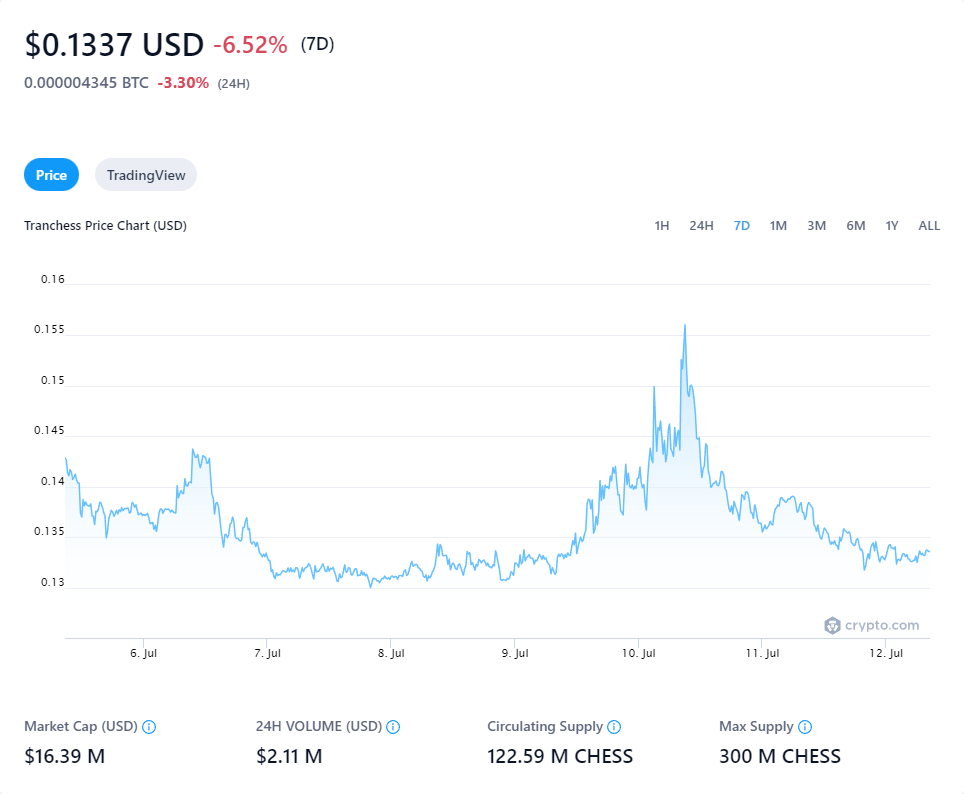 $0.1337 USD -6.52% (7D)
0.000004345 BTC -3.30% (24H)
Price TradingView
Tranchess Price Chart (USD) 1H 24H 7D 1M 3M 6M 1Y ALL
0.16
0.155
0.15
0.145
0.14
0.135
0.13
crypto.com
6. Jul 7. Jul 8. Jul 9. Jul 10. Jul 11. Jul 12. Jul
Market Cap (USD) 24H VOLUME (USD) Circulating Supply Max Supply
$16.39 M $2.11 M 122.59 M CHESS 300 M CHESS